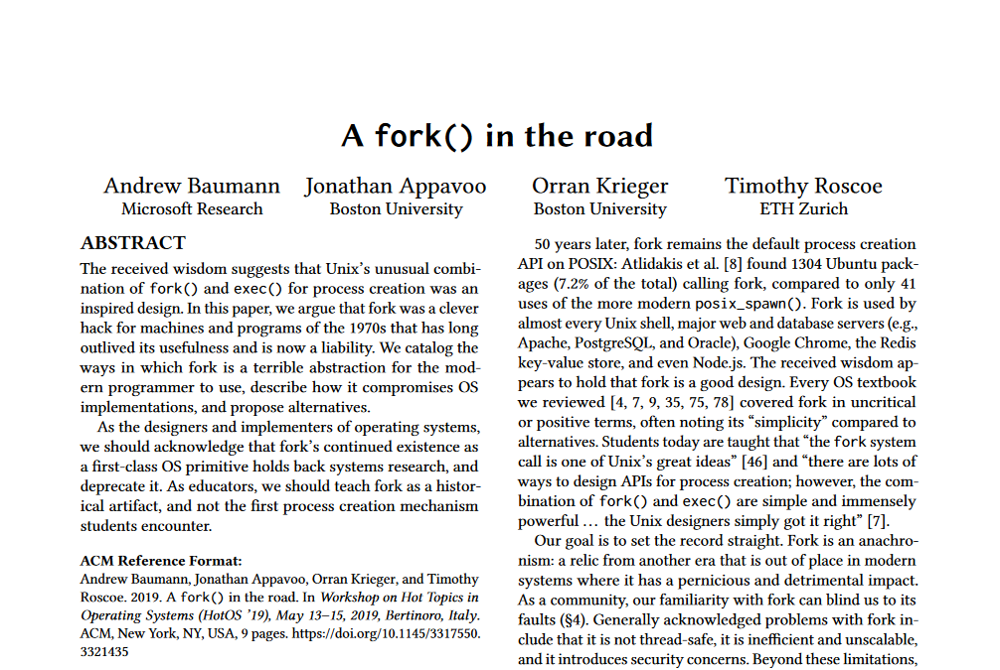 A fork() in the road
Andrew Baumann
Microsoft Research
Jonathan Appavoo
Boston University
Orran Krieger
Boston University
Timothy Roscoe
ETH Zurich
ABSTRACT
The received wisdom suggests that Unix’s unusual combi-
nation of fork() and exec() for process creation was an
inspired design. In this paper, we argue that fork was a clever
hack for machines and programs of the 1970s that has long
outlived its usefulness and is now a liability. We catalog the
ways in which fork is a terrible abstraction for the mod-
ern programmer to use, describe how it compromises OS
implementations, and propose alternatives.
As the designers and implementers of operating systems,
we should acknowledge that fork’s continued existence as
a first-class OS primitive holds back systems research, and
deprecate it. As educators, we should teach fork as a histor-
ical artifact, and not the first process creation mechanism
students encounter.
ACM Reference Format:
Andrew Baumann, Jonathan Appavoo, Orran Krieger, and Timothy
Roscoe. 2019. A fork() in the road. In Workshop on Hot Topics in
Operating Systems (HotOS ’19), May 13–15, 2019, Bertinoro, Italy.
ACM, New York, NY, USA, 9 pages. https://doi.org/10.1145/3317550.
3321435
50 years later, fork remains the default process creation
API on POSIX: Atlidakis et al. [8] found 1304 Ubuntu pack-
ages (7.2% of the total) calling fork, compared to only 41
uses of the more modern posix_spawn(). Fork is used by
almost every Unix shell, major web and database servers (e.g.,
Apache, PostgreSQL, and Oracle), Google Chrome, the Redis
key-value store, and even Node.js. The received wisdom ap-
pears to hold that fork is a good design. Every OS textbook
we reviewed [4, 7, 9, 35, 75, 78] covered fork in uncritical
or positive terms, often noting its “simplicity” compared to
alternatives. Students today are taught that “the fork system
call is one of Unix’s great ideas” [46] and “there are lots of
ways to design APIs for process creation; however, the com-
bination of fork() and exec() are simple and immensely
powerful … the Unix designers simply got it right” [7].
Our goal is to set the record straight. Fork is an anachro-
nism: a relic from another era that is out of place in modern
systems where it has a pernicious and detrimental impact.
As a community, our familiarity with fork can blind us to its
faults (§4). Generally acknowledged problems with fork in-
clude that it is not thread-safe, it is inefficient and unscalable,
and it introduces security concerns. Beyond these limitations,